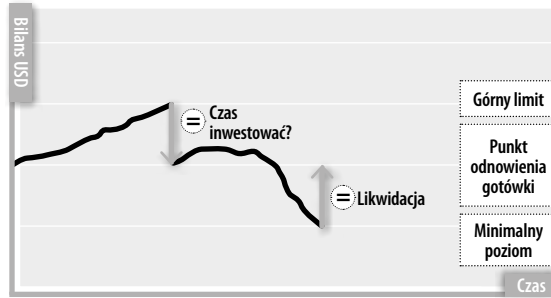 Bilans USD
= Czas
inwestować?
= Likwidacja
Górny limit
Punkt
odnowienia
gotówki
Minimalny
poziom
Czas